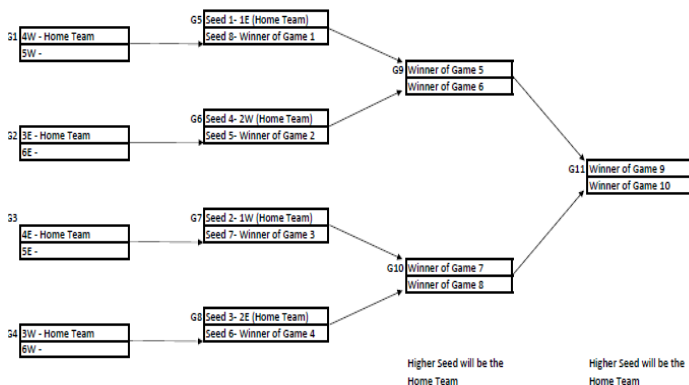 G1 4W - Home Team
5W -
G2 3E - Home Team
6E -
G3
4E - Home Team
5E -
G4 3W - Home Team
6W -
G5 Seed 1- 1E (Home Team)
Seed 8- Winner of Game 1
G6 Seed 4- 2W (Home Team)
Seed 5- Winner of Game 2
G7 Seed 2- 1W (Home Team)
Seed 7- Winner of Game 3
G8 Seed 3- 2E (Home Team)
Seed 6- Winner of Game 4
G9 Winner of Game 5
Winner of Game 6
G10 Winner of Game 7
Winner of Game 8
Higher Seed will be the
Home Team
G11 Winner of Game 9
Winner of Game 10
Higher Seed will be the
Home Team